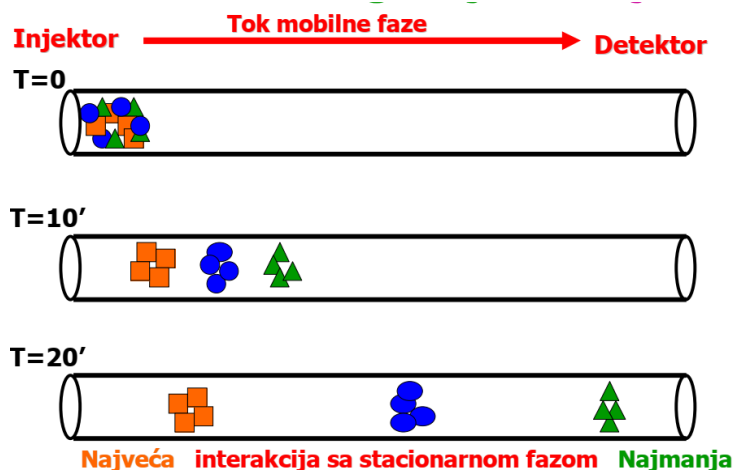 Tok mobilne faze
Injektor
Detektor
T=0
T=10’
T=20’
Najveća interakcija sa stacionarnom fazom Najmanja